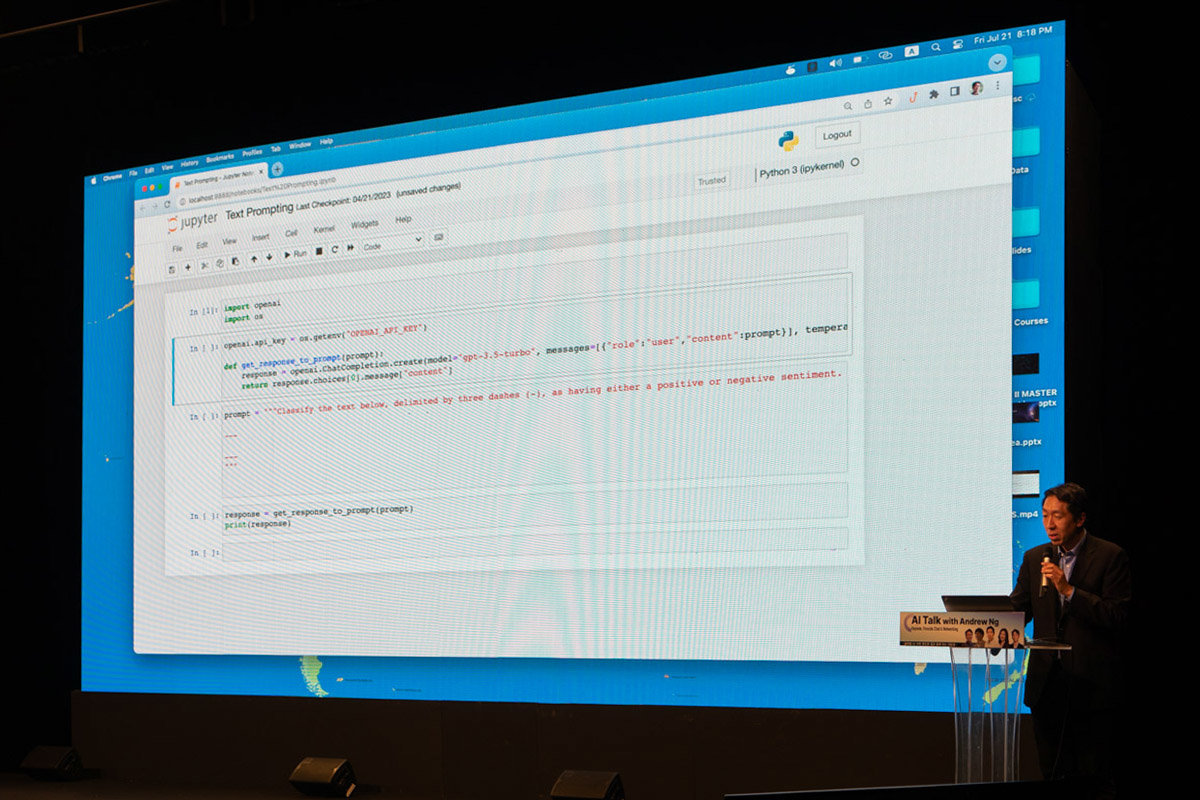 Chrome File Edit View History Bookmarks Profiles Tab Window Help
Fri Jul 21 8:18 PM
Text Prompting - Jupyter Note
localhost:8888/notebooks/Text%20Prompting.ipynb
jupyter Text Prompting Last Checkpoint: 04/21/2023 (unsaved changes)
Logout
File Edit View Insert Cell Kernel Widgets Help
Trusted
Python 3 (ipykernel)
Run
Code
In [1]: import openai
import os
In [ ]: openai.api_key = os.getenv("OPENAI_API_KEY")
def get_response_to_prompt(prompt):
response = openai.ChatCompletion.create(model="gpt-3.5-turbo", messages=[{"role":"user","content":prompt}], tempera
return response.choices[0].message["content"]
In [ ]: prompt = """Classify the text below, delimited by three dashes (-), as having either a positive or negative sentiment.
---
---
"""
In [ ]: response = get_response_to_prompt(prompt)
print(response)
In [ ]:
sc
Data
lides
Courses
II MASTER
pptx
ea.pptx
S.mp4
AI Talk with Andrew Ng